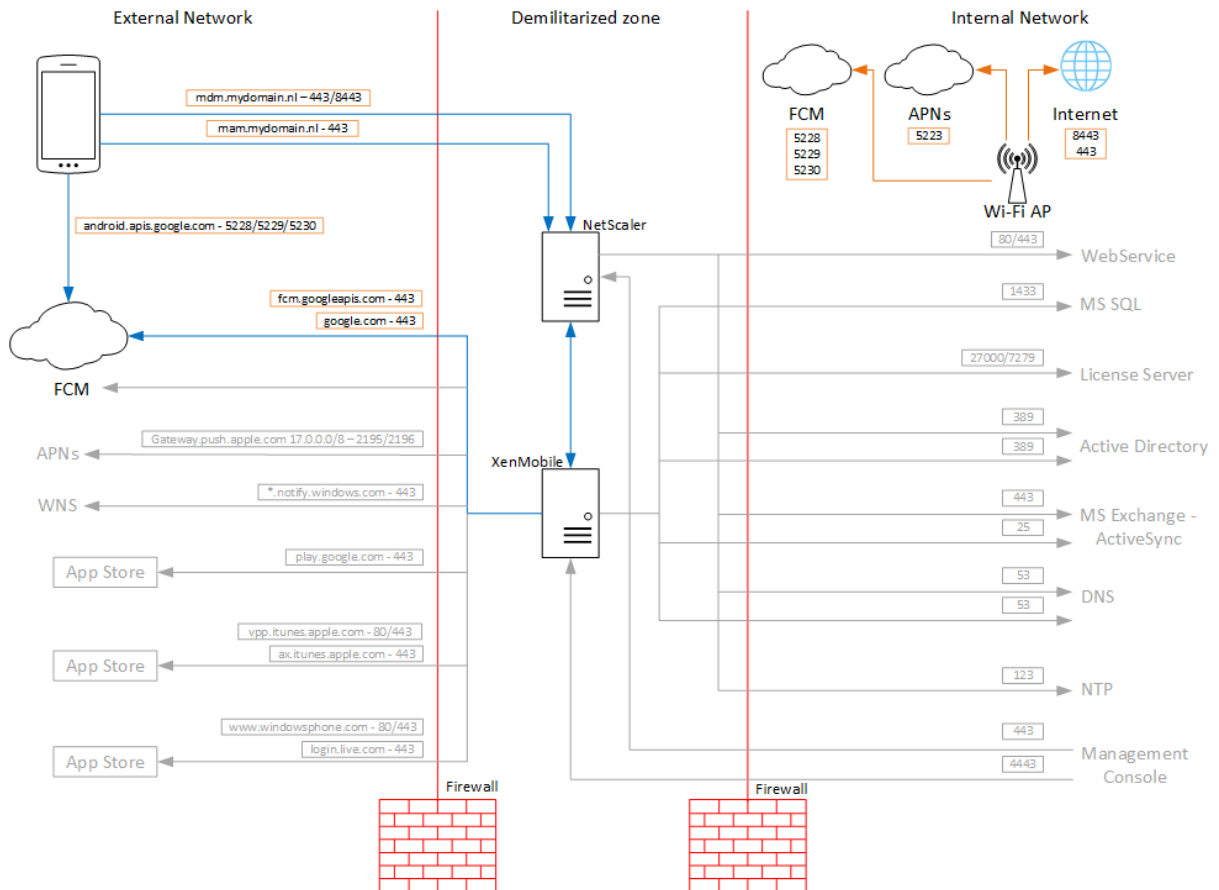 External Network
Demilitarized zone
Internal Network
mdm.mydomain.nl – 443/8443
mam.mydomain.nl - 443
android.apis.google.com - 5228/5229/5230
fcm.googleapis.com - 443
google.com - 443
FCM
APNs
Gateway.push.apple.com 17.0.0.0/8 – 2195/2196
WNS
*.notify.windows.com - 443
play.google.com - 443
App Store
vpp.itunes.apple.com - 80/443
ax.itunes.apple.com - 443
App Store
www.windowsphone.com - 80/443
login.live.com - 443
App Store
Firewall
NetScaler
XenMobile
Firewall
FCM
5228
5229
5230
APNs
5223
Internet
8443
443
Wi-Fi AP
80/443
WebService
1433
MS SQL
27000/7279
License Server
389
389
Active Directory
443
25
MS Exchange -
ActiveSync
53
53
DNS
123
NTP
443
4443
Management
Console